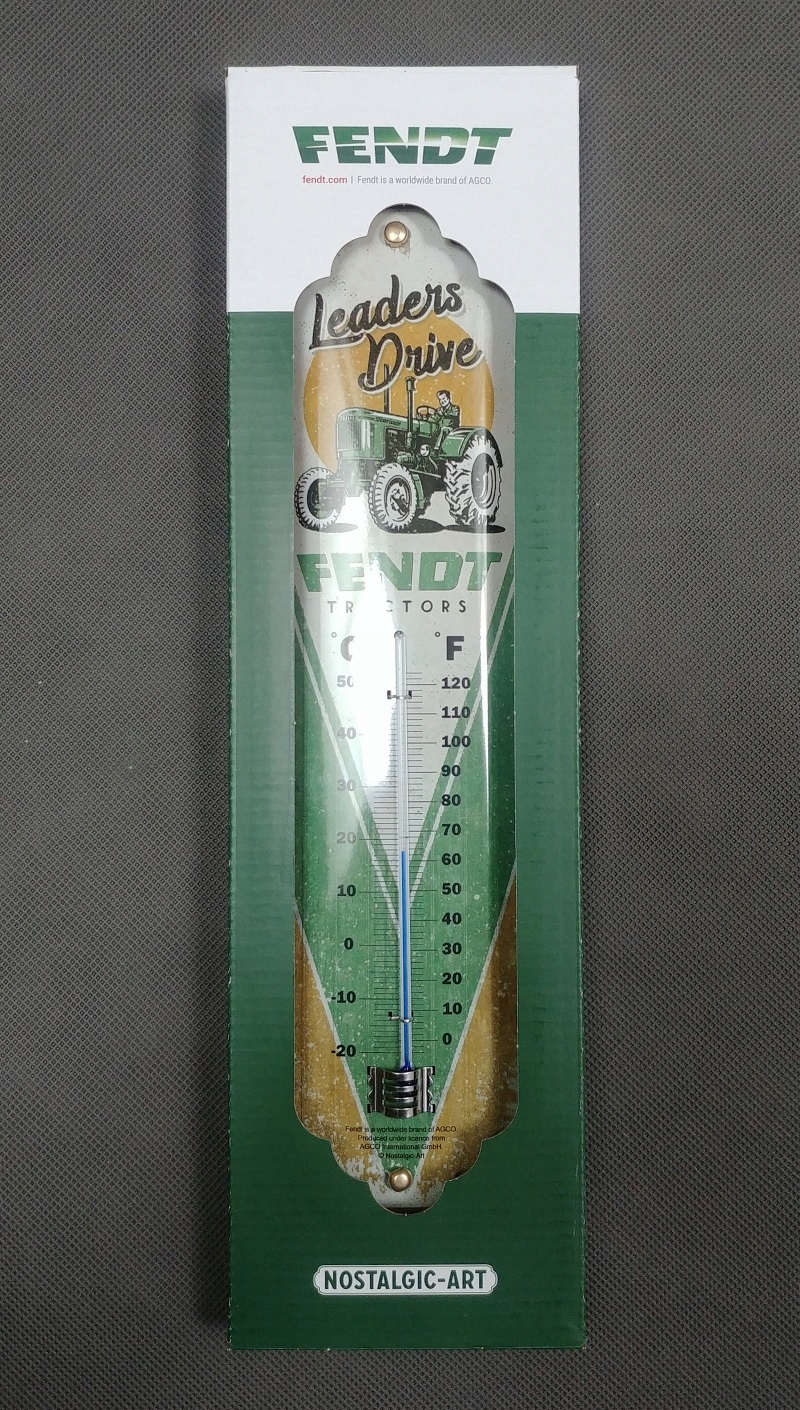 FENDT
fendt.com | Fendt is a worldwide brand of AGCO.
Leaders
Drive
FENDT
TRACTORS
°C °F
50 120
110
40 100
30 90
80
20 70
60
10 50
40
0 30
20
-10 10
-20 0
Fendt is a worldwide brand of AGCO.
Produced under licence from
AGCO International GmbH.
© Nostalgic-Art
NOSTALGIC-ART